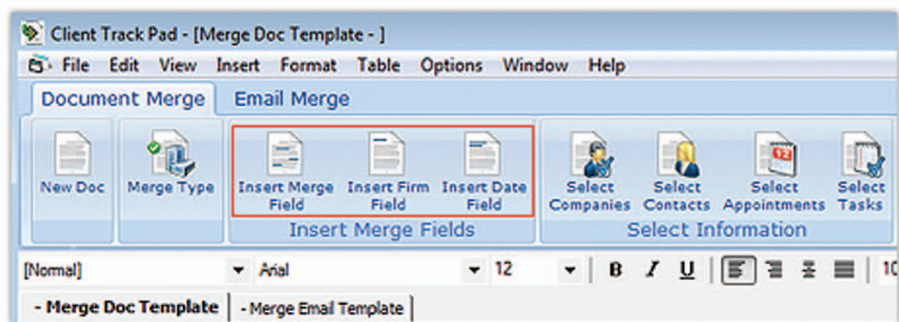 Client Track Pad - [Merge Doc Template - ]
File Edit View Insert Format Table Options Window Help
Document Merge Email Merge
New Doc Merge Type Insert Merge Field Insert Firm Field Insert Date Field Select Companies Select Contacts Select Appointments Select Tasks
Insert Merge Fields Select Information
[Normal] Arial 12 B I U 10
- Merge Doc Template - Merge Email Template